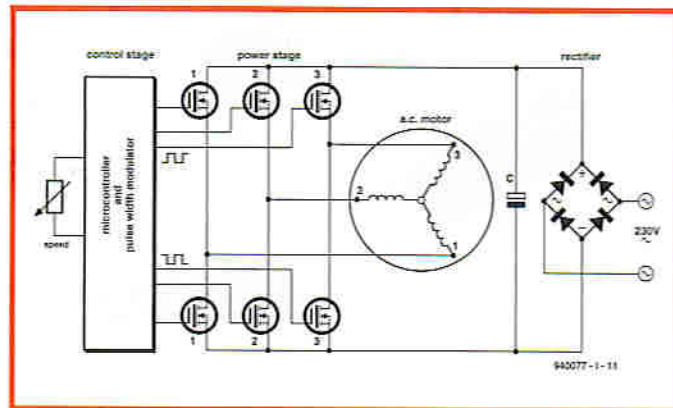 control stage power stage rectifier
1 2 3
a.c. motor
3
microcontroller
and
pulse width modulator
2
C
+
~ ~
−
speed
1
230V
~
1 2 3
940077 - I - 11